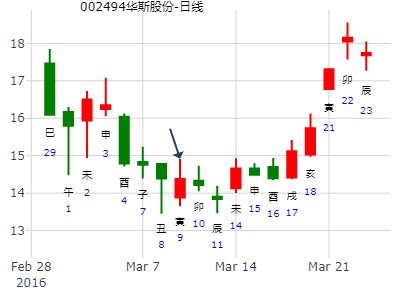 002494华斯股份-日线
18
17
16
15
14
13
巳
29
午
1
未
2
申
3
酉
4
子
7
丑
8
寅
9
卯
10
辰
11
未
14
申
15
酉
16
戌
17
亥
18
寅
21
卯
22
辰
23
Feb 28
2016
Mar 7
Mar 14
Mar 21